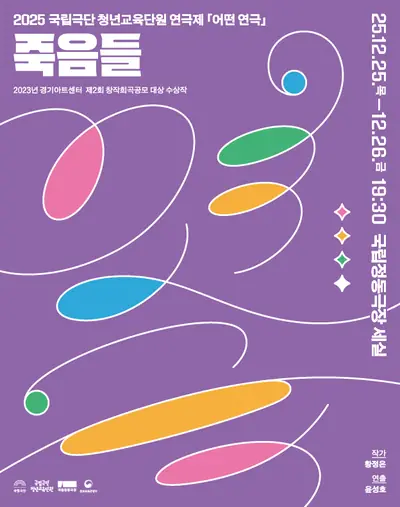 2025 국립극단 청년교육단원 연극제 「어떤 연극」
죽음들
2023년 경기아트센터 제2회 창작희곡공모 대상 수상작
25.12.25.목 — 12.26.금 19:30 국립정동극장 세실
작가
황정은
연출
윤성호